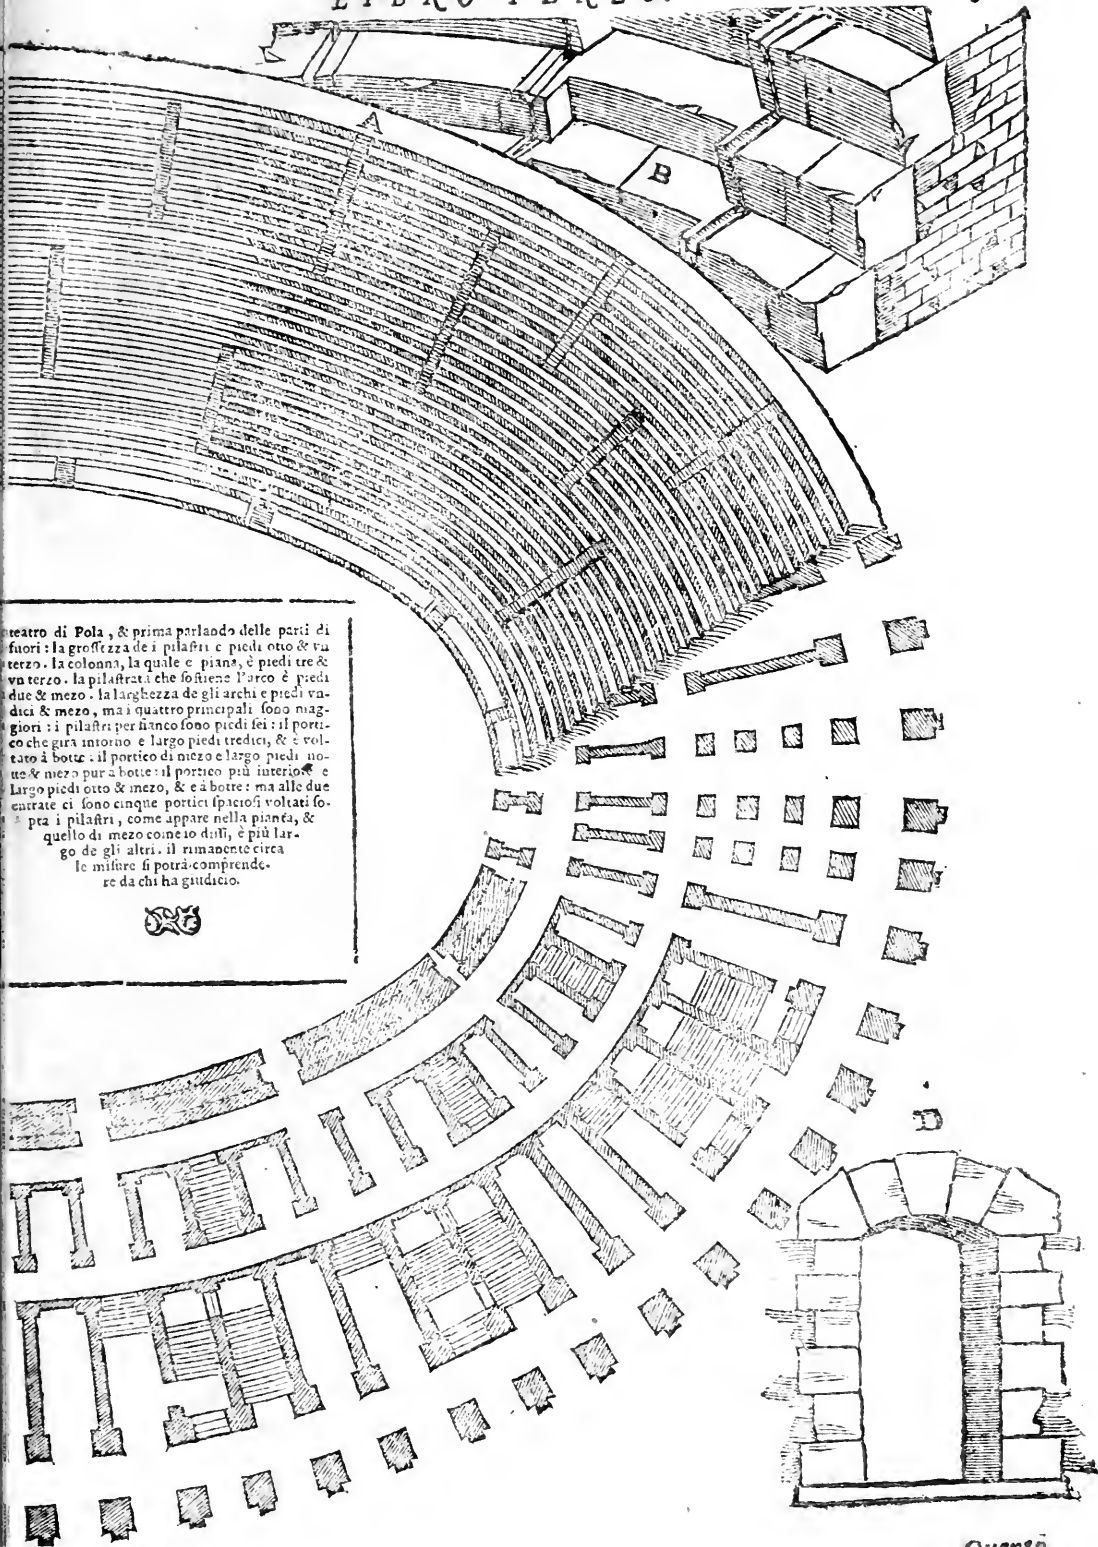 LIBRO TERZO.
A
B
teatro di Pola, & prima parlando delle parti di
fuori : la grossezza de i pilastri e piedi otto & vn
terzo. la colonna, la quale e piana, è piedi tre &
vn terzo. la pilastrata che sostiene l'arco è piedi
due & mezo. la larghezza de gli archi e piedi vn-
dici & mezo, ma i quattro principali sono mag-
giori : i pilastri per fianco sono piedi sei : il porti-
co che gira intorno e largo piedi tredici, & è vol-
tato à botte : il portico di mezo e largo piedi no-
ue & mezo pur a botte : il portico più interiore e
largo piedi otto & mezo, & e à botte : ma alle due
entrate ci sono cinque portici spaciosi voltati so-
pra i pilastri, come appare nella pianta, &
quello di mezo come io dissi, è più lar-
go de gli altri. il rimanente circa
le misure si potrà comprende-
re da chi ha giudicio.
D